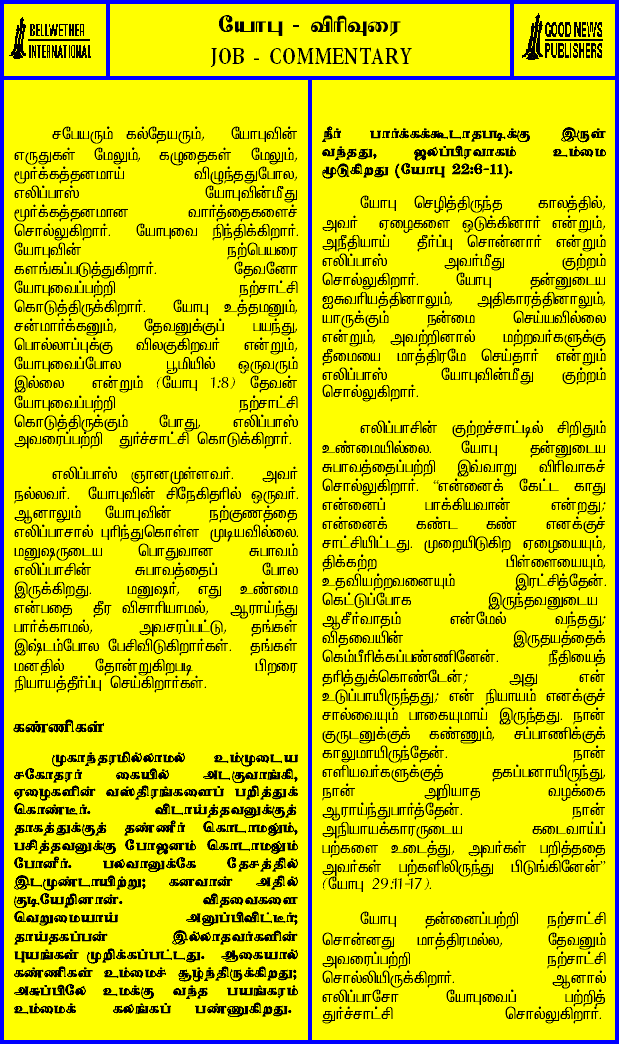 BELLWETHER
INTERNATIONAL
யோபு - விரிவுரை
JOB - COMMENTARY
GOOD NEWS
PUBLISHERS
சபேயரும் கல்தேயரும், யோபுவின்
எருதுகள் மேலும், கழுதைகள் மேலும்,
மூர்க்கத்தனமாய் விழுந்ததுபோல,
எலிப்பாஸ் யோபுவின்மீது
மூர்க்கத்தனமான வார்த்தைகளைச்
சொல்லுகிறார். யோபுவை நிந்திக்கிறார்.
யோபுவின் நற்பெயரை
களங்கப்படுத்துகிறார். தேவனோ
யோபுவைப்பற்றி நற்சாட்சி
கொடுத்திருக்கிறார். யோபு உத்தமனும்,
சன்மார்க்கனும், தேவனுக்குப் பயந்து,
பொல்லாப்புக்கு விலகுகிறவர் என்றும்,
யோபுவைப்போல பூமியில் ஒருவரும்
இல்லை என்றும் (யோபு 1:8) தேவன்
யோபுவைப்பற்றி நற்சாட்சி
கொடுத்திருக்கும் போது, எலிப்பாஸ்
அவரைப்பற்றி துர்ச்சாட்சி கொடுக்கிறார்.
எலிப்பாஸ் ஞானமுள்ளவர். அவர்
நல்லவர். யோபுவின் சிநேகிதரில் ஒருவர்.
ஆனாலும் யோபுவின் நற்குணத்தை
எலிப்பாசால் புரிந்துகொள்ள முடியவில்லை.
மனுஷருடைய பொதுவான சுபாவம்
எலிப்பாசின் சுபாவத்தைப் போல
இருக்கிறது. மனுஷர், எது உண்மை
என்பதை தீர விசாரியாமல், ஆராய்ந்து
பார்க்காமல், அவசரப்பட்டு, தங்கள்
இஷ்டம்போல பேசிவிடுகிறார்கள். தங்கள்
மனதில் தோன்றுகிறபடி பிறரை
நியாயத்தீர்ப்பு செய்கிறார்கள்.
கண்ணிகள்
முகாந்தரமில்லாமல் உம்முடைய
சகோதரர் கையில் அடகுவாங்கி,
ஏழைகளின் வஸ்திரங்களைப் பறித்துக்
கொண்டீர். விடாய்த்தவனுக்குத்
தாகத்துக்குத் தண்ணீர் கொடாமலும்,
பசித்தவனுக்கு போஜனம் கொடாமலும்
போனீர். பலவானுக்கே தேசத்தில்
இடமுண்டாயிற்று; கனவான் அதில்
குடியேறினான். விதவைகளை
வெறுமையாய் அனுப்பிவிட்டீர்;
தாய்தகப்பன் இல்லாதவர்களின்
புயங்கள் முறிக்கப்பட்டது. ஆகையால்
கண்ணிகள் உம்மைச் சூழ்ந்திருக்கிறது;
அசுப்பிலே உமக்கு வந்த பயங்கரம்
உம்மைக் கலங்கப் பண்ணுகிறது.
நீர் பார்க்கக்கூடாதபடிக்கு இருள்
வந்தது, ஜலப்பிரவாகம் உம்மை
மூடுகிறது (யோபு 22:6-11).
யோபு செழித்திருந்த காலத்தில்,
அவர் ஏழைகளை ஒடுக்கினார் என்றும்,
அநீதியாய் தீர்ப்பு சொன்னார் என்றும்
எலிப்பாஸ் அவர்மீது குற்றம்
சொல்லுகிறார். யோபு தன்னுடைய
ஐசுவரியத்தினாலும், அதிகாரத்தினாலும்,
யாருக்கும் நன்மை செய்யவில்லை
என்றும், அவற்றினால் மற்றவர்களுக்கு
தீமையை மாத்திரமே செய்தார் என்றும்
எலிப்பாஸ் யோபுவின்மீது குற்றம்
சொல்லுகிறார்.
எலிப்பாசின் குற்றச்சாட்டில் சிறிதும்
உண்மையில்லை. யோபு தன்னுடைய
சுபாவத்தைப்பற்றி இவ்வாறு விரிவாகச்
சொல்லுகிறார். "என்னைக் கேட்ட காது
என்னைப் பாக்கியவான் என்றது;
என்னைக் கண்ட கண் எனக்குச்
சாட்சியிட்டது. முறையிடுகிற ஏழையையும்,
திக்கற்ற பிள்ளையையும்,
உதவியற்றவனையும் இரட்சித்தேன்.
கெட்டுப்போக இருந்தவனுடைய
ஆசீர்வாதம் என்மேல் வந்தது;
விதவையின் இருதயத்தைக்
கெம்பீரிக்கப்பண்ணினேன். நீதியைத்
தரித்துக்கொண்டேன்; அது என்
உடுப்பாயிருந்தது; என் நியாயம் எனக்குச்
சால்வையும் பாகையுமாய் இருந்தது. நான்
குருடனுக்குக் கண்ணும், சப்பாணிக்குக்
காலுமாயிருந்தேன். நான்
எளியவர்களுக்குத் தகப்பனாயிருந்து,
நான் அறியாத வழக்கை
ஆராய்ந்துபார்த்தேன். நான்
அநியாயக்காரருடைய கடைவாய்ப்
பற்களை உடைத்து, அவர்கள் பறித்ததை
அவர்கள் பற்களிலிருந்து பிடுங்கினேன்"
(யோபு 29:11-17).
யோபு தன்னைப்பற்றி நற்சாட்சி
சொன்னது மாத்திரமல்ல, தேவனும்
அவரைப்பற்றி நற்சாட்சி
சொல்லியிருக்கிறார். ஆனால்
எலிப்பாசோ யோபுவைப் பற்றித்
துர்ச்சாட்சி சொல்லுகிறார்.